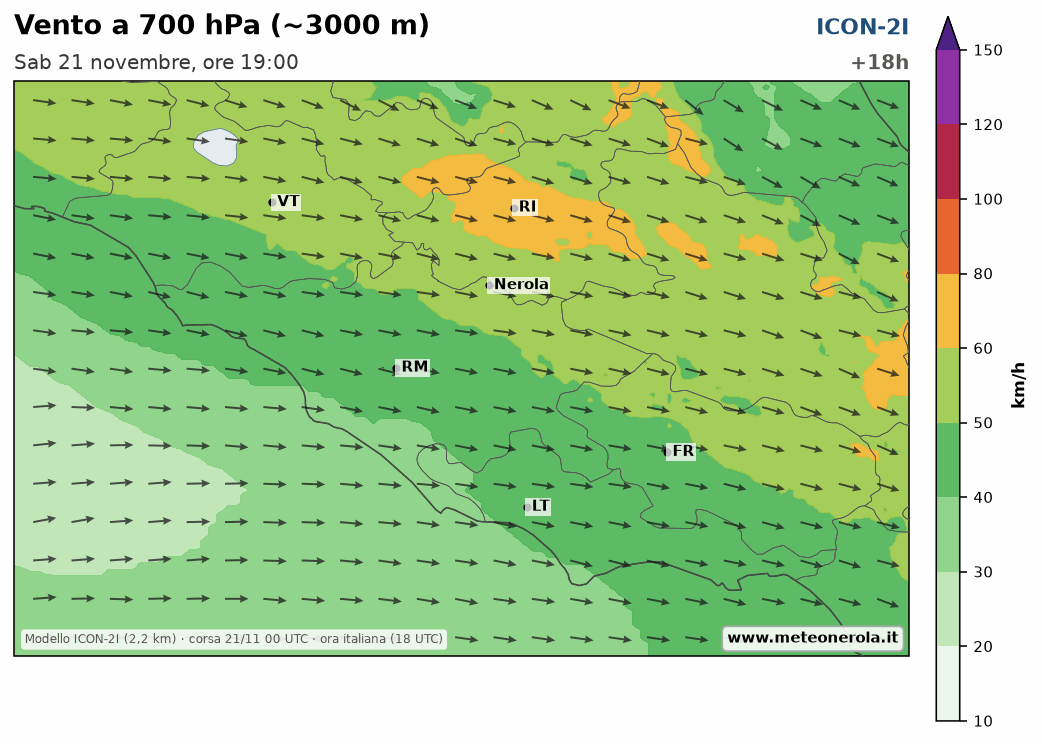 Vento a 700 hPa (~3000 m)
ICON-2I
Sab 21 novembre, ore 19:00
+18h
150
120
100
80
60
50
40
30
20
10
km/h
VT
RI
Nerola
RM
FR
LT
Modello ICON-2I (2,2 km) · corsa 21/11 00 UTC · ora italiana (18 UTC)
www.meteonerola.it